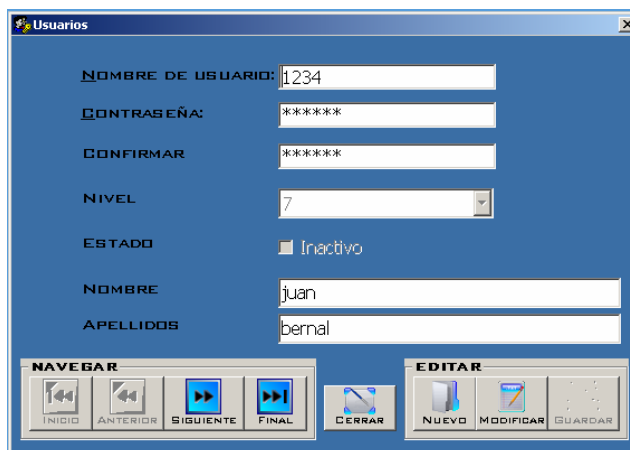 Usuarios
NOMBRE DE USUARIO: 1234
CONTRASEÑA: ******
CONFIRMAR ******
NIVEL 7
ESTADO Inactivo
NOMBRE juan
APELLIDOS bernal
NAVEGAR EDITAR
INICIO ANTERIOR SIGUIENTE FINAL CERRAR NUEVO MODIFICAR GUARDAR